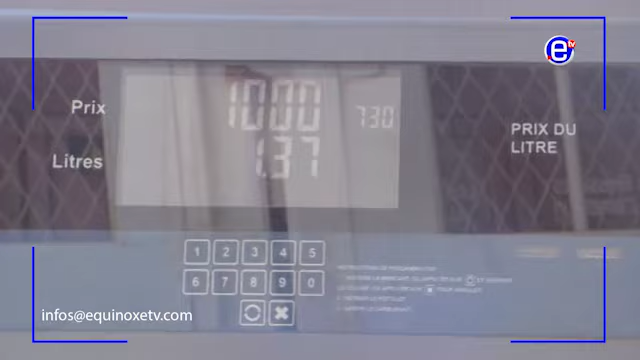 e tv
Prix
1000
730
PRIX DU
LITRE
Litres
1.37
1 2 3 4 5
6 7 8 9 0
infos@equinoxetv.com